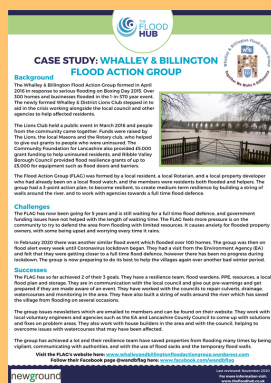 THE
FLOOD
HUB
CASE STUDY: WHALLEY & BILLINGTON
FLOOD ACTION GROUP
Background
The Whalley & Billington Flood Action Group formed in April
2016 in response to serious flooding on Boxing Day 2015. Over
300 homes and businesses flooded in the 1 in 370 year event.
The newly formed Whalley & District Lions Club stepped in to
aid in the crisis working alongside the local council and other
agencies to help affected residents.
The Lions Club held a public event in March 2016 and people
from the community came together. Funds were raised by
The Lions, the local Masons and the Rotary club, who helped
to give out grants to people who were uninsured. The
Community Foundation for Lancashire also provided £5,000
grant funding to help uninsured residents, and Ribble Valley
Borough Council provided flood resilience grants of up to
£5,000 for equipment such as flood doors and barriers.
The Flood Action Group (FLAG) was formed by a local resident, a local Rotarian, and a local property developer
who had already been on a local flood watch, and the members were residents both flooded and helpers. The
group had a 3-point action plan: to become resilient, to create medium term resilience by building a string of
walls around the river, and to work with agencies towards a full time flood defence.
Challenges
The FLAG has now been going for 5 years and is still waiting for a full time flood defence, and government
funding issues have not helped with the length of waiting time. The FLAG feels more pressure is on the
community to try to defend the area from flooding with limited resources. It causes anxiety for flooded property
owners, with some being upset and worrying every time it rains.
In February 2020 there was another similar flood event which flooded over 100 homes. The group was then on
flood alert every week until Coronavirus lockdown began. They had a visit from the Environment Agency (EA)
and felt that they were getting closer to a full time flood defence; however there has been no progress during
lockdown. The group is now preparing to do its best to help the villagers again over another bad winter period.
Successes
The FLAG so far achieved 2 of their 3 goals. They have a resilience team, flood wardens, PPE, resources, a local
flood plan and storage. They are in communication with the local council and give out pre-warnings and get
prepared if they are made aware of an event. They have worked with the councils to repair culverts, drainage,
watercourses and monitoring in the area. They have also built a string of walls around the river which has saved
the village from flooding on several occasions.
The group issues newsletters which are emailed to members and can be found on their website. They work with
local voluntary engineers and agencies such as the EA and Lancashire County Council to come up with solutions
and fixes on problem areas. They also work with house builders in the area and with the council, helping to
overcome issues with watercourses that may have been affected.
The group has achieved a lot and their resilience team have saved properties from flooding many times by being
vigilant, communicating with authorities, and with the use of flood sacks and the temporary flood walls.
Visit the FLAG's website here: www.whalleyandbillingtonfloodactiongroup.wordpress.com
Follow their Facebook page @wandbflag here: www.facebook.com/wandbflag
newground
Last reviewed: November 2020
For more information visit:
www.thefloodhub.co.uk